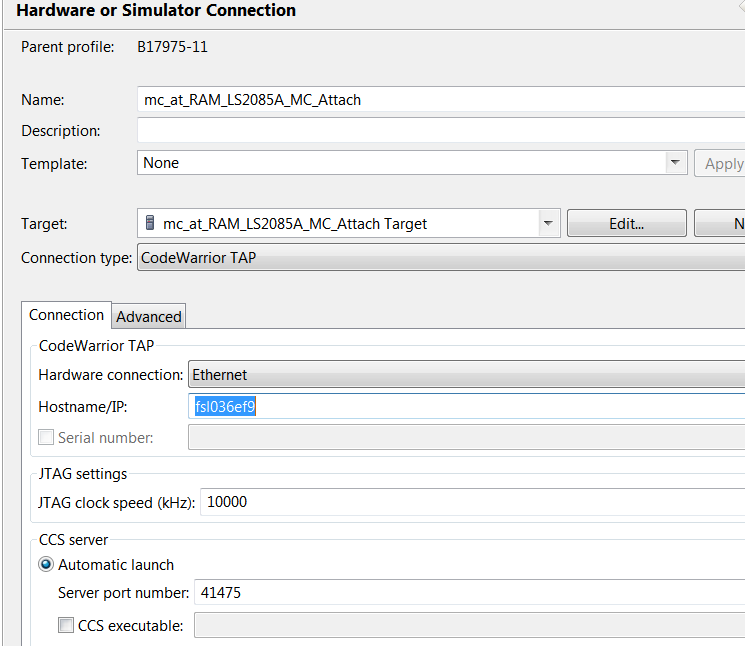 Hardware or Simulator Connection
Parent profile: B17975-11
Name: mc_at_RAM_LS2085A_MC_Attach
Description:
Template: None Apply
Target: mc_at_RAM_LS2085A_MC_Attach Target Edit... N
Connection type: CodeWarrior TAP
Connection Advanced
CodeWarrior TAP
Hardware connection: Ethernet
Hostname/IP: fsl036ef9
Serial number:
JTAG settings
JTAG clock speed (kHz): 10000
CCS server
Automatic launch
Server port number: 41475
CCS executable: